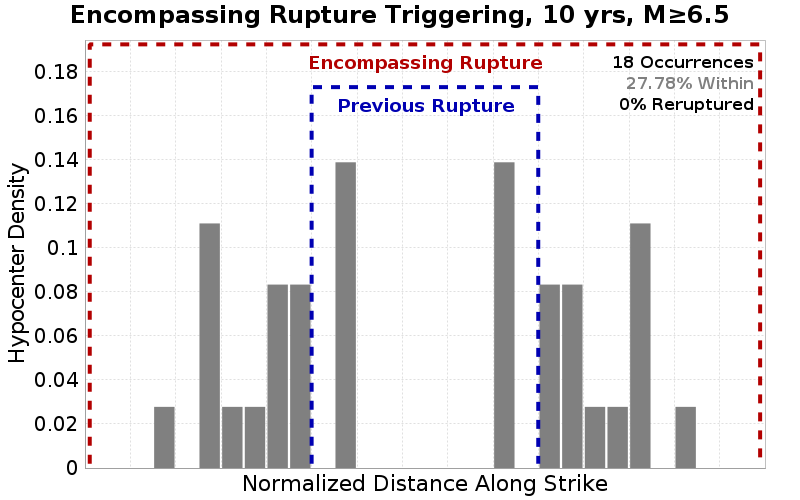 Encompassing Rupture Triggering, 10 yrs, M≥6.5
Encompassing Rupture
18 Occurrences
27.78% Within
0% Reruptured
Previous Rupture
Hypocenter Density
0.18
0.16
0.14
0.12
0.1
0.08
0.06
0.04
0.02
0
Normalized Distance Along Strike